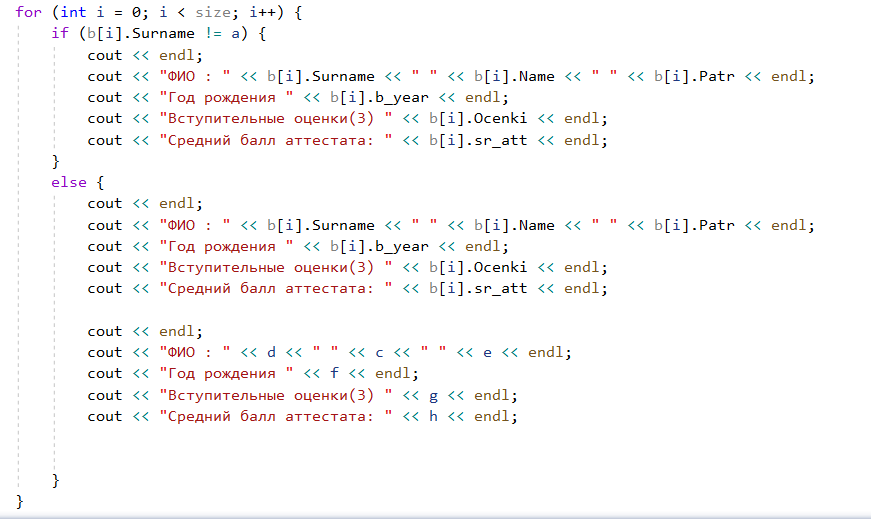 for (int i = 0; i < size; i++) {
if (b[i].Surname != a) {
cout << endl;
cout << "ФИО : " << b[i].Surname << " " << b[i].Name << " " << b[i].Patr << endl;
cout << "Год рождения " << b[i].b_year << endl;
cout << "Вступительные оценки(3) " << b[i].Ocenki << endl;
cout << "Средний балл аттестата: " << b[i].sr_att << endl;
}
else {
cout << endl;
cout << "ФИО : " << b[i].Surname << " " << b[i].Name << " " << b[i].Patr << endl;
cout << "Год рождения " << b[i].b_year << endl;
cout << "Вступительные оценки(3) " << b[i].Ocenki << endl;
cout << "Средний балл аттестата: " << b[i].sr_att << endl;
cout << endl;
cout << "ФИО : " << d << " " << c << " " << e << endl;
cout << "Год рождения " << f << endl;
cout << "Вступительные оценки(3) " << g << endl;
cout << "Средний балл аттестата: " << h << endl;
}
}